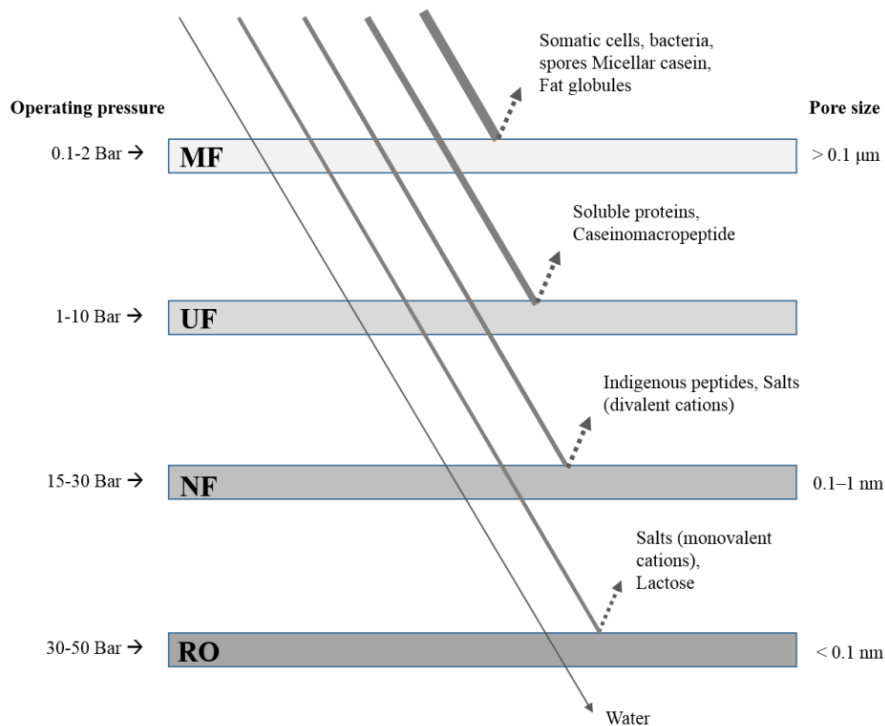 Somatic cells, bacteria,
spores Micellar casein,
Fat globules
Operating pressure
Pore size
0.1-2 Bar →
MF
> 0.1 μm
Soluble proteins,
Caseinomacropeptide
1-10 Bar →
UF
Indigenous peptides, Salts
(divalent cations)
15-30 Bar →
NF
0.1–1 nm
Salts (monovalent
cations),
Lactose
30-50 Bar →
RO
< 0.1 nm
Water